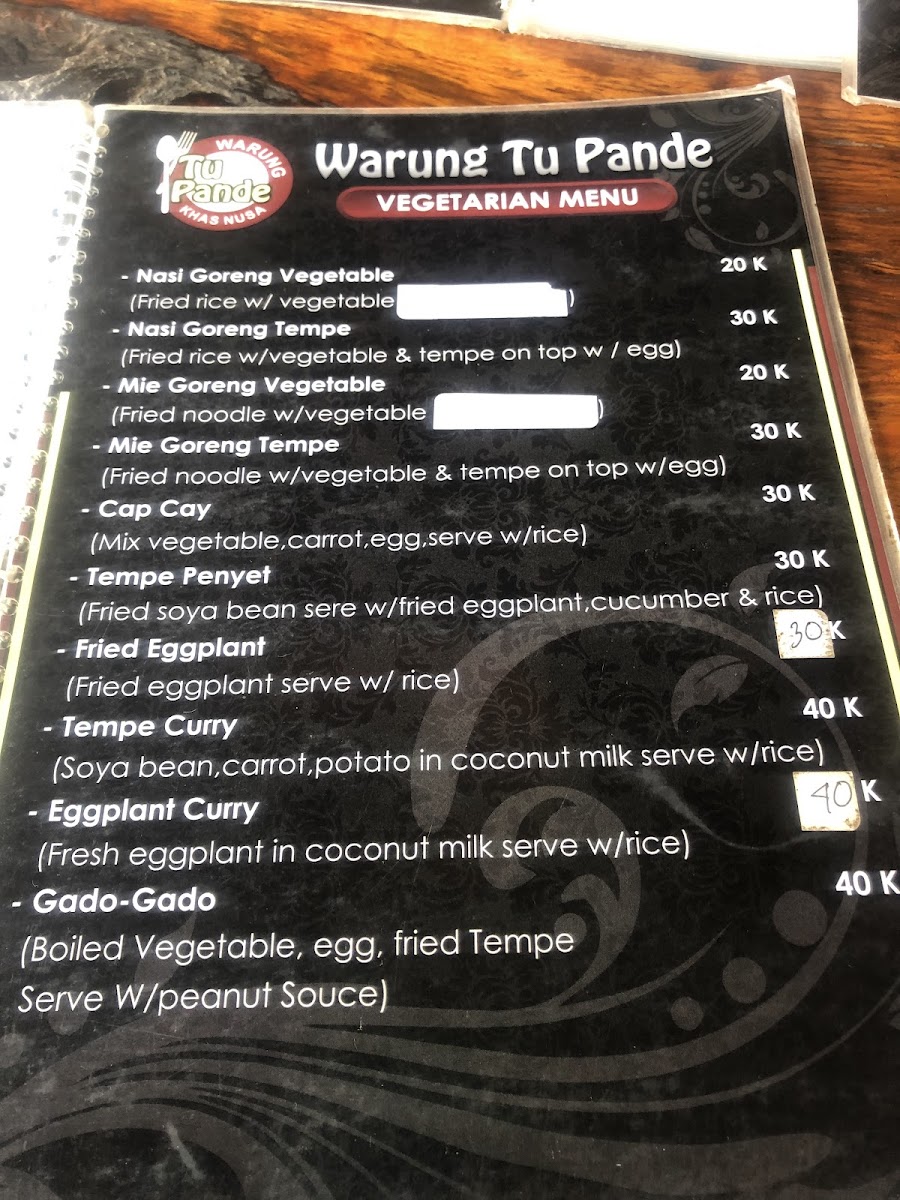 WARUNG
Tu
Pande
KHAS NUSA
Warung Tu Pande
VEGETARIAN MENU
- Nasi Goreng Vegetable 20 K
(Fried rice w/ vegetable )
- Nasi Goreng Tempe 30 K
(Fried rice w/vegetable & tempe on top w / egg)
- Mie Goreng Vegetable 20 K
(Fried noodle w/vegetable )
- Mie Goreng Tempe 30 K
(Fried noodle w/vegetable & tempe on top w/egg)
- Cap Cay 30 K
(Mix vegetable,carrot,egg,serve w/rice)
- Tempe Penyet 30 K
(Fried soya bean sere w/fried eggplant,cucumber & rice)
- Fried Eggplant 30 K
(Fried eggplant serve w/ rice)
- Tempe Curry 40 K
(Soya bean,carrot,potato in coconut milk serve w/rice)
- Eggplant Curry 40 K
(Fresh eggplant in coconut milk serve w/rice)
- Gado-Gado 40 K
(Boiled Vegetable, egg, fried Tempe
Serve W/peanut Souce)